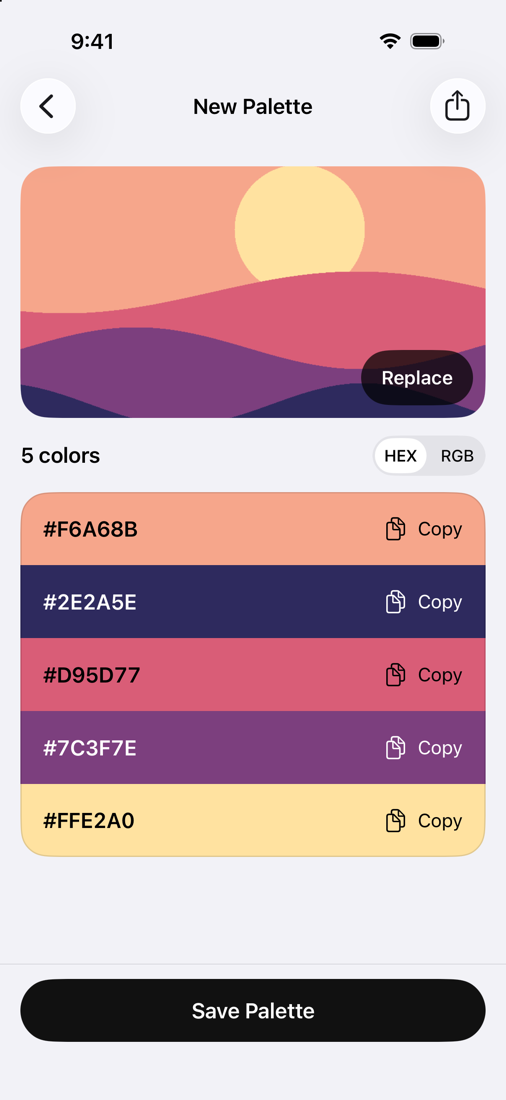 9:41
New Palette
Replace
5 colors
HEX RGB
#F6A68B Copy
#2E2A5E Copy
#D95D77 Copy
#7C3F7E Copy
#FFE2A0 Copy
Save Palette